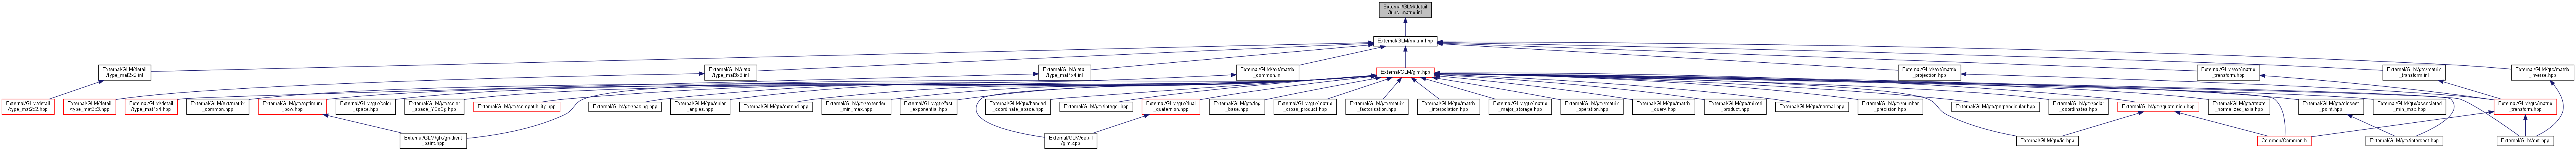 External/GLM/detail
/func_matrix.inl
External/GLM/matrix.hpp
External/GLM/detail
/type_mat2x2.inl
External/GLM/detail
/type_mat3x3.inl
External/GLM/detail
/type_mat4x4.inl
External/GLM/ext/matrix
_common.inl
External/GLM/glm.hpp
External/GLM/ext/matrix
_projection.hpp
External/GLM/ext/matrix
_transform.hpp
External/GLM/gtc/matrix
_transform.inl
External/GLM/gtc/matrix
_inverse.hpp
External/GLM/detail
/type_mat2x2.hpp
External/GLM/detail
/type_mat3x3.hpp
External/GLM/detail
/type_mat4x4.hpp
External/GLM/ext/matrix
_common.hpp
External/GLM/gtx/optimum
_pow.hpp
External/GLM/gtx/color
_space.hpp
External/GLM/gtx/color
_space_YCoCg.hpp
External/GLM/gtx/compatibility.hpp
External/GLM/gtx/easing.hpp
External/GLM/gtx/euler
_angles.hpp
External/GLM/gtx/extend.hpp
External/GLM/gtx/extended
_min_max.hpp
External/GLM/gtx/fast
_exponential.hpp
External/GLM/gtx/handed
_coordinate_space.hpp
External/GLM/gtx/integer.hpp
External/GLM/gtx/dual
_quaternion.hpp
External/GLM/gtx/log
_base.hpp
External/GLM/gtx/matrix
_cross_product.hpp
External/GLM/gtx/matrix
_factorisation.hpp
External/GLM/gtx/matrix
_interpolation.hpp
External/GLM/gtx/matrix
_major_storage.hpp
External/GLM/gtx/matrix
_operation.hpp
External/GLM/gtx/matrix
_query.hpp
External/GLM/gtx/mixed
_product.hpp
External/GLM/gtx/normal.hpp
External/GLM/gtx/number
_precision.hpp
External/GLM/gtx/perpendicular.hpp
External/GLM/gtx/polar
_coordinates.hpp
External/GLM/gtx/quaternion.hpp
External/GLM/gtx/rotate
_normalized_axis.hpp
External/GLM/gtx/closest
_point.hpp
External/GLM/gtx/associated
_min_max.hpp
External/GLM/gtc/matrix
_transform.hpp
External/GLM/gtx/gradient
_paint.hpp
External/GLM/detail
/glm.cpp
External/GLM/gtx/io.hpp
Common/Common.h
External/GLM/gtx/intersect.hpp
External/GLM/ext.hpp